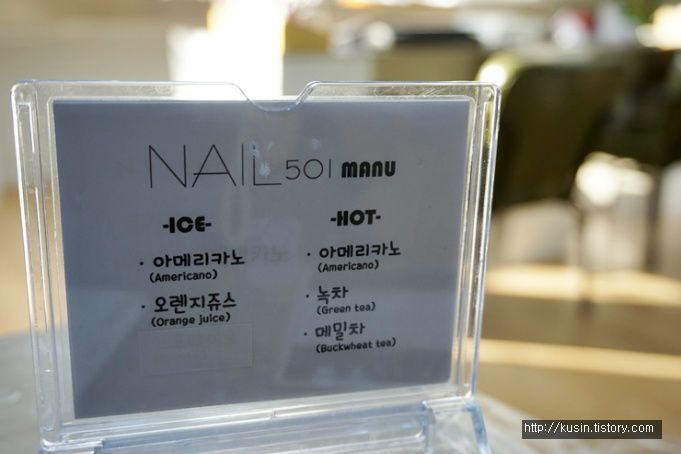 NAIL 501 MANU
-ICE-
· 아메리카노
(Americano)
· 오렌지쥬스
(Orange juice)
-HOT-
· 아메리카노
(Americano)
· 녹차
(Green tea)
· 메밀차
(Buckwheat tea)
http://kusin.tistory.com